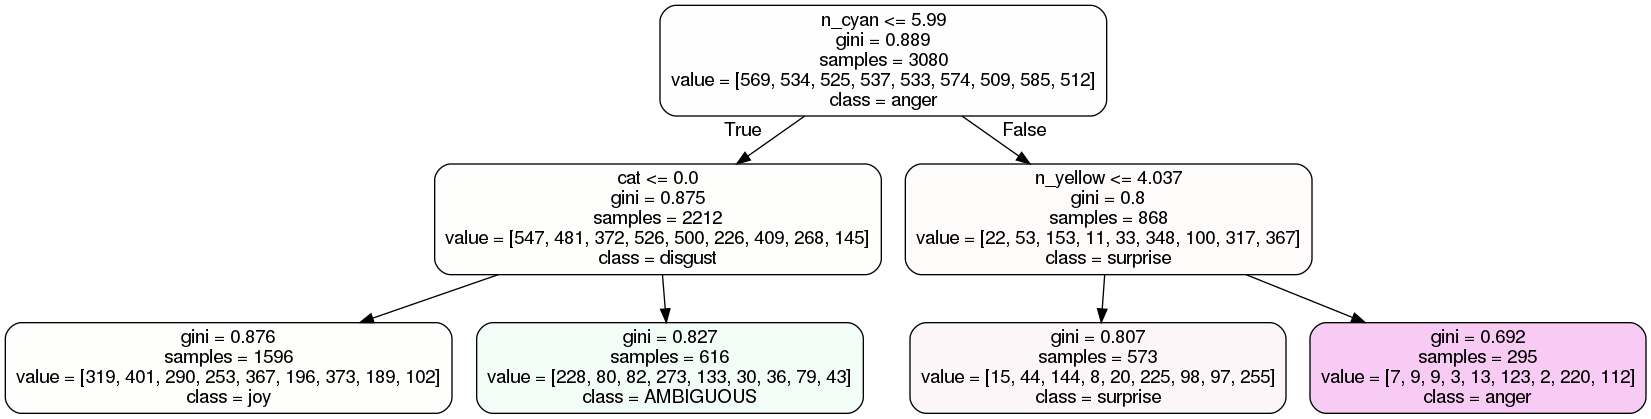 n_cyan <= 5.99
gini = 0.889
samples = 3080
value = [569, 534, 525, 537, 533, 574, 509, 585, 512]
class = anger
True
False
cat <= 0.0
gini = 0.875
samples = 2212
value = [547, 481, 372, 526, 500, 226, 409, 268, 145]
class = disgust
n_yellow <= 4.037
gini = 0.8
samples = 868
value = [22, 53, 153, 11, 33, 348, 100, 317, 367]
class = surprise
gini = 0.876
samples = 1596
value = [319, 401, 290, 253, 367, 196, 373, 189, 102]
class = joy
gini = 0.827
samples = 616
value = [228, 80, 82, 273, 133, 30, 36, 79, 43]
class = AMBIGUOUS
gini = 0.807
samples = 573
value = [15, 44, 144, 8, 20, 225, 98, 97, 255]
class = surprise
gini = 0.692
samples = 295
value = [7, 9, 9, 3, 13, 123, 2, 220, 112]
class = anger